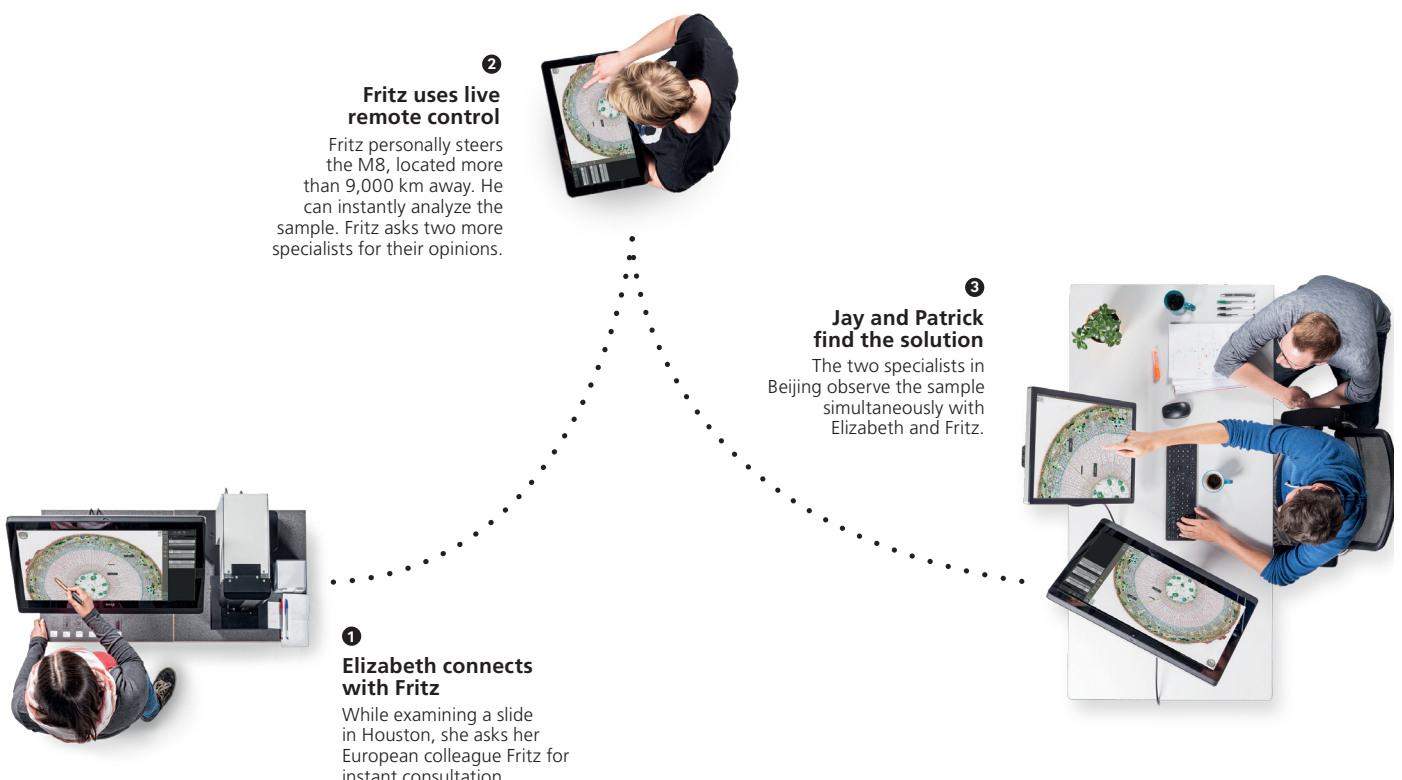 2
Fritz uses live
remote control
Fritz personally steers
the M8, located more
than 9,000 km away. He
can instantly analyze the
sample. Fritz asks two more
specialists for their opinions.
3
Jay and Patrick
find the solution
The two specialists in
Beijing observe the sample
simultaneously with
Elizabeth and Fritz.
1
Elizabeth connects
with Fritz
While examining a slide
in Houston, she asks her
European colleague Fritz for
instant consultation